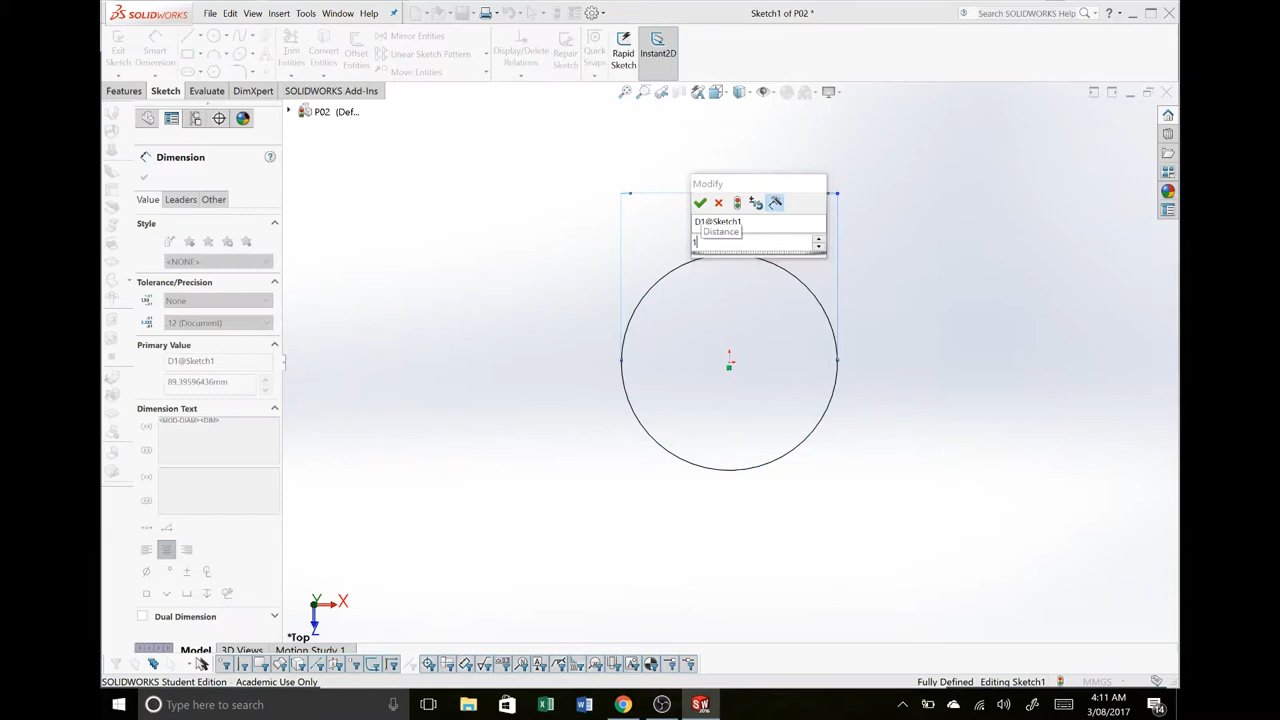 SOLIDWORKS File Edit View Insert Tools Window Help Sketch1 of P02 * Search SOLIDWORKS Help
Exit Sketch Smart Dimension Trim Entities Convert Entities Offset Entities Mirror Entities Linear Sketch Pattern Move Entities Display/Delete Relations Repair Sketch Quick Snaps Rapid Sketch Instant2D
Features Sketch Evaluate DimXpert SOLIDWORKS Add-Ins
P02 (Def...
Dimension
Value Leaders Other
Style
<NONE>
Tolerance/Precision
None
12 (Document)
Primary Value
D1@Sketch1
89.39596436mm
Dimension Text
<MOD-DIAM><DIM>
Dual Dimension
Modify
D1@Sketch1
Distance
1
Y
X
Z
*Top
Model 3D Views Motion Study 1
SOLIDWORKS Student Edition - Academic Use Only Fully Defined Editing Sketch1 MMGS
Type here to search
4:11 AM
3/08/2017
14